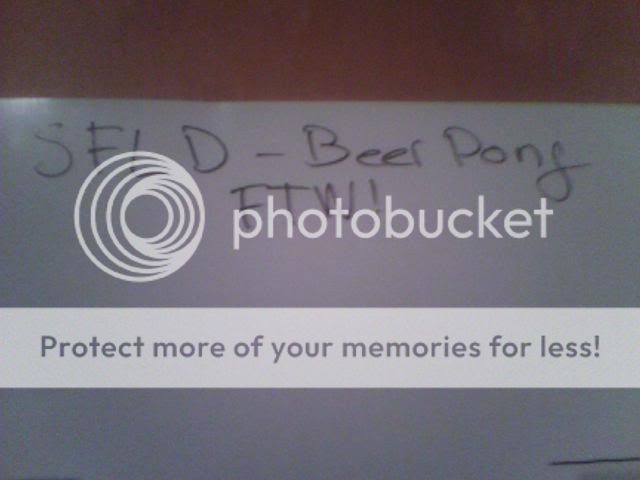 SFLD - Beer Pong
FTW!
photobucket
Protect more of your memories for less!